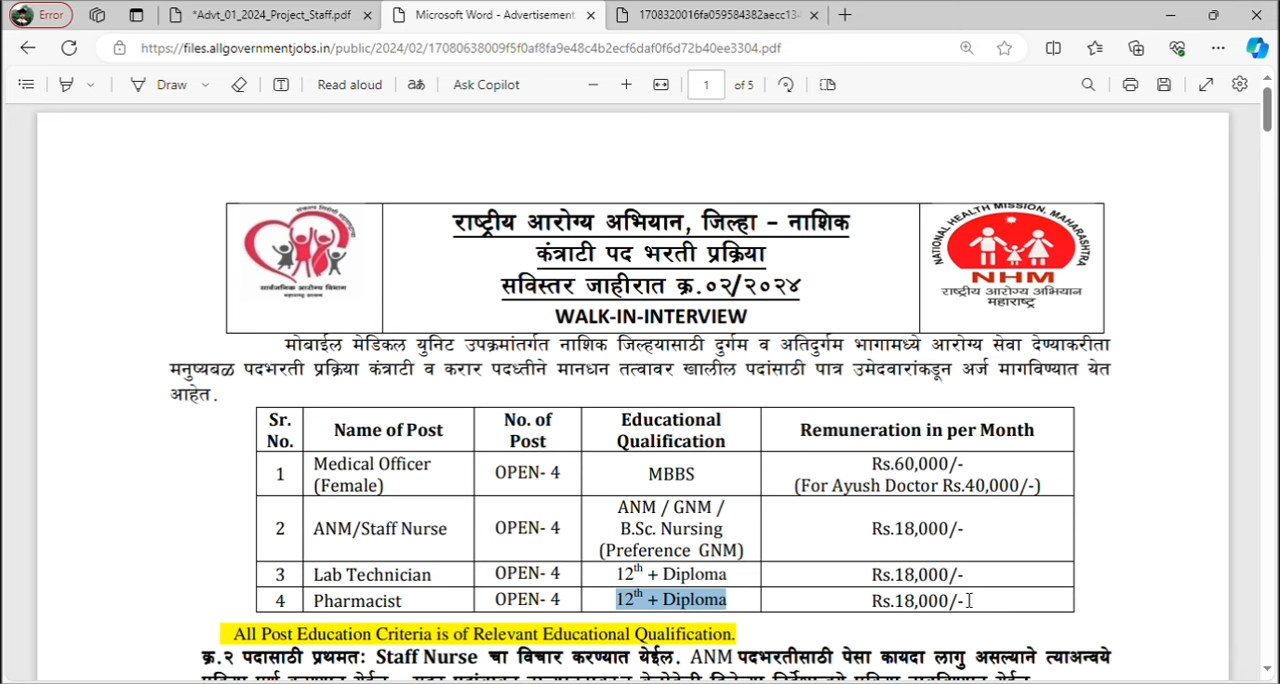 Error
*Advt_01_2024_Project_Staff.pdf
Microsoft Word - Advertisement
1708320016fa059584382aecc134
https://files.allgovernmentjobs.in/public/2024/02/17080638009f5f0af8fa9e48c4b2ecf6daf0f6d72b40ee3304.pdf
Draw
Read aloud
Ask Copilot
1
of 5
राष्ट्रीय आरोग्य अभियान, जिल्हा – नाशिक
कंत्राटी पद भरती प्रक्रिया
सविस्तर जाहीरात क्र.०२/२०२४
WALK-IN-INTERVIEW
सार्वजनिक आरोग्य विभाग
महाराष्ट्र शासन
NATIONAL HEALTH MISSION, MAHARASHTRA
NHM
राष्ट्रीय आरोग्य अभियान
महाराष्ट्र
मोबाईल मेडिकल युनिट उपक्रमांतर्गत नाशिक जिल्हयासाठी दुर्गम व अतिदुर्गम भागामध्ये आरोग्य सेवा देण्याकरीता
मनुष्यबळ पदभरती प्रक्रिया कंत्राटी व करार पदध्तीने मानधन तत्वावर खालील पदांसाठी पात्र उमेदवारांकडून अर्ज मागविण्यात येत
आहेत.
Sr. No. Name of Post No. of Post Educational Qualification Remuneration in per Month
1 Medical Officer (Female) OPEN- 4 MBBS Rs.60,000/- (For Ayush Doctor Rs.40,000/-)
2 ANM/Staff Nurse OPEN- 4 ANM / GNM / B.Sc. Nursing (Preference GNM) Rs.18,000/-
3 Lab Technician OPEN- 4 12th + Diploma Rs.18,000/-
4 Pharmacist OPEN- 4 12th + Diploma Rs.18,000/-
All Post Education Criteria is of Relevant Educational Qualification.
क्र.२ पदासाठी प्रथमत: Staff Nurse चा विचार करण्यात येईल. ANM पदभरतीसाठी पेसा कायदा लागु असल्याने त्याअन्वये